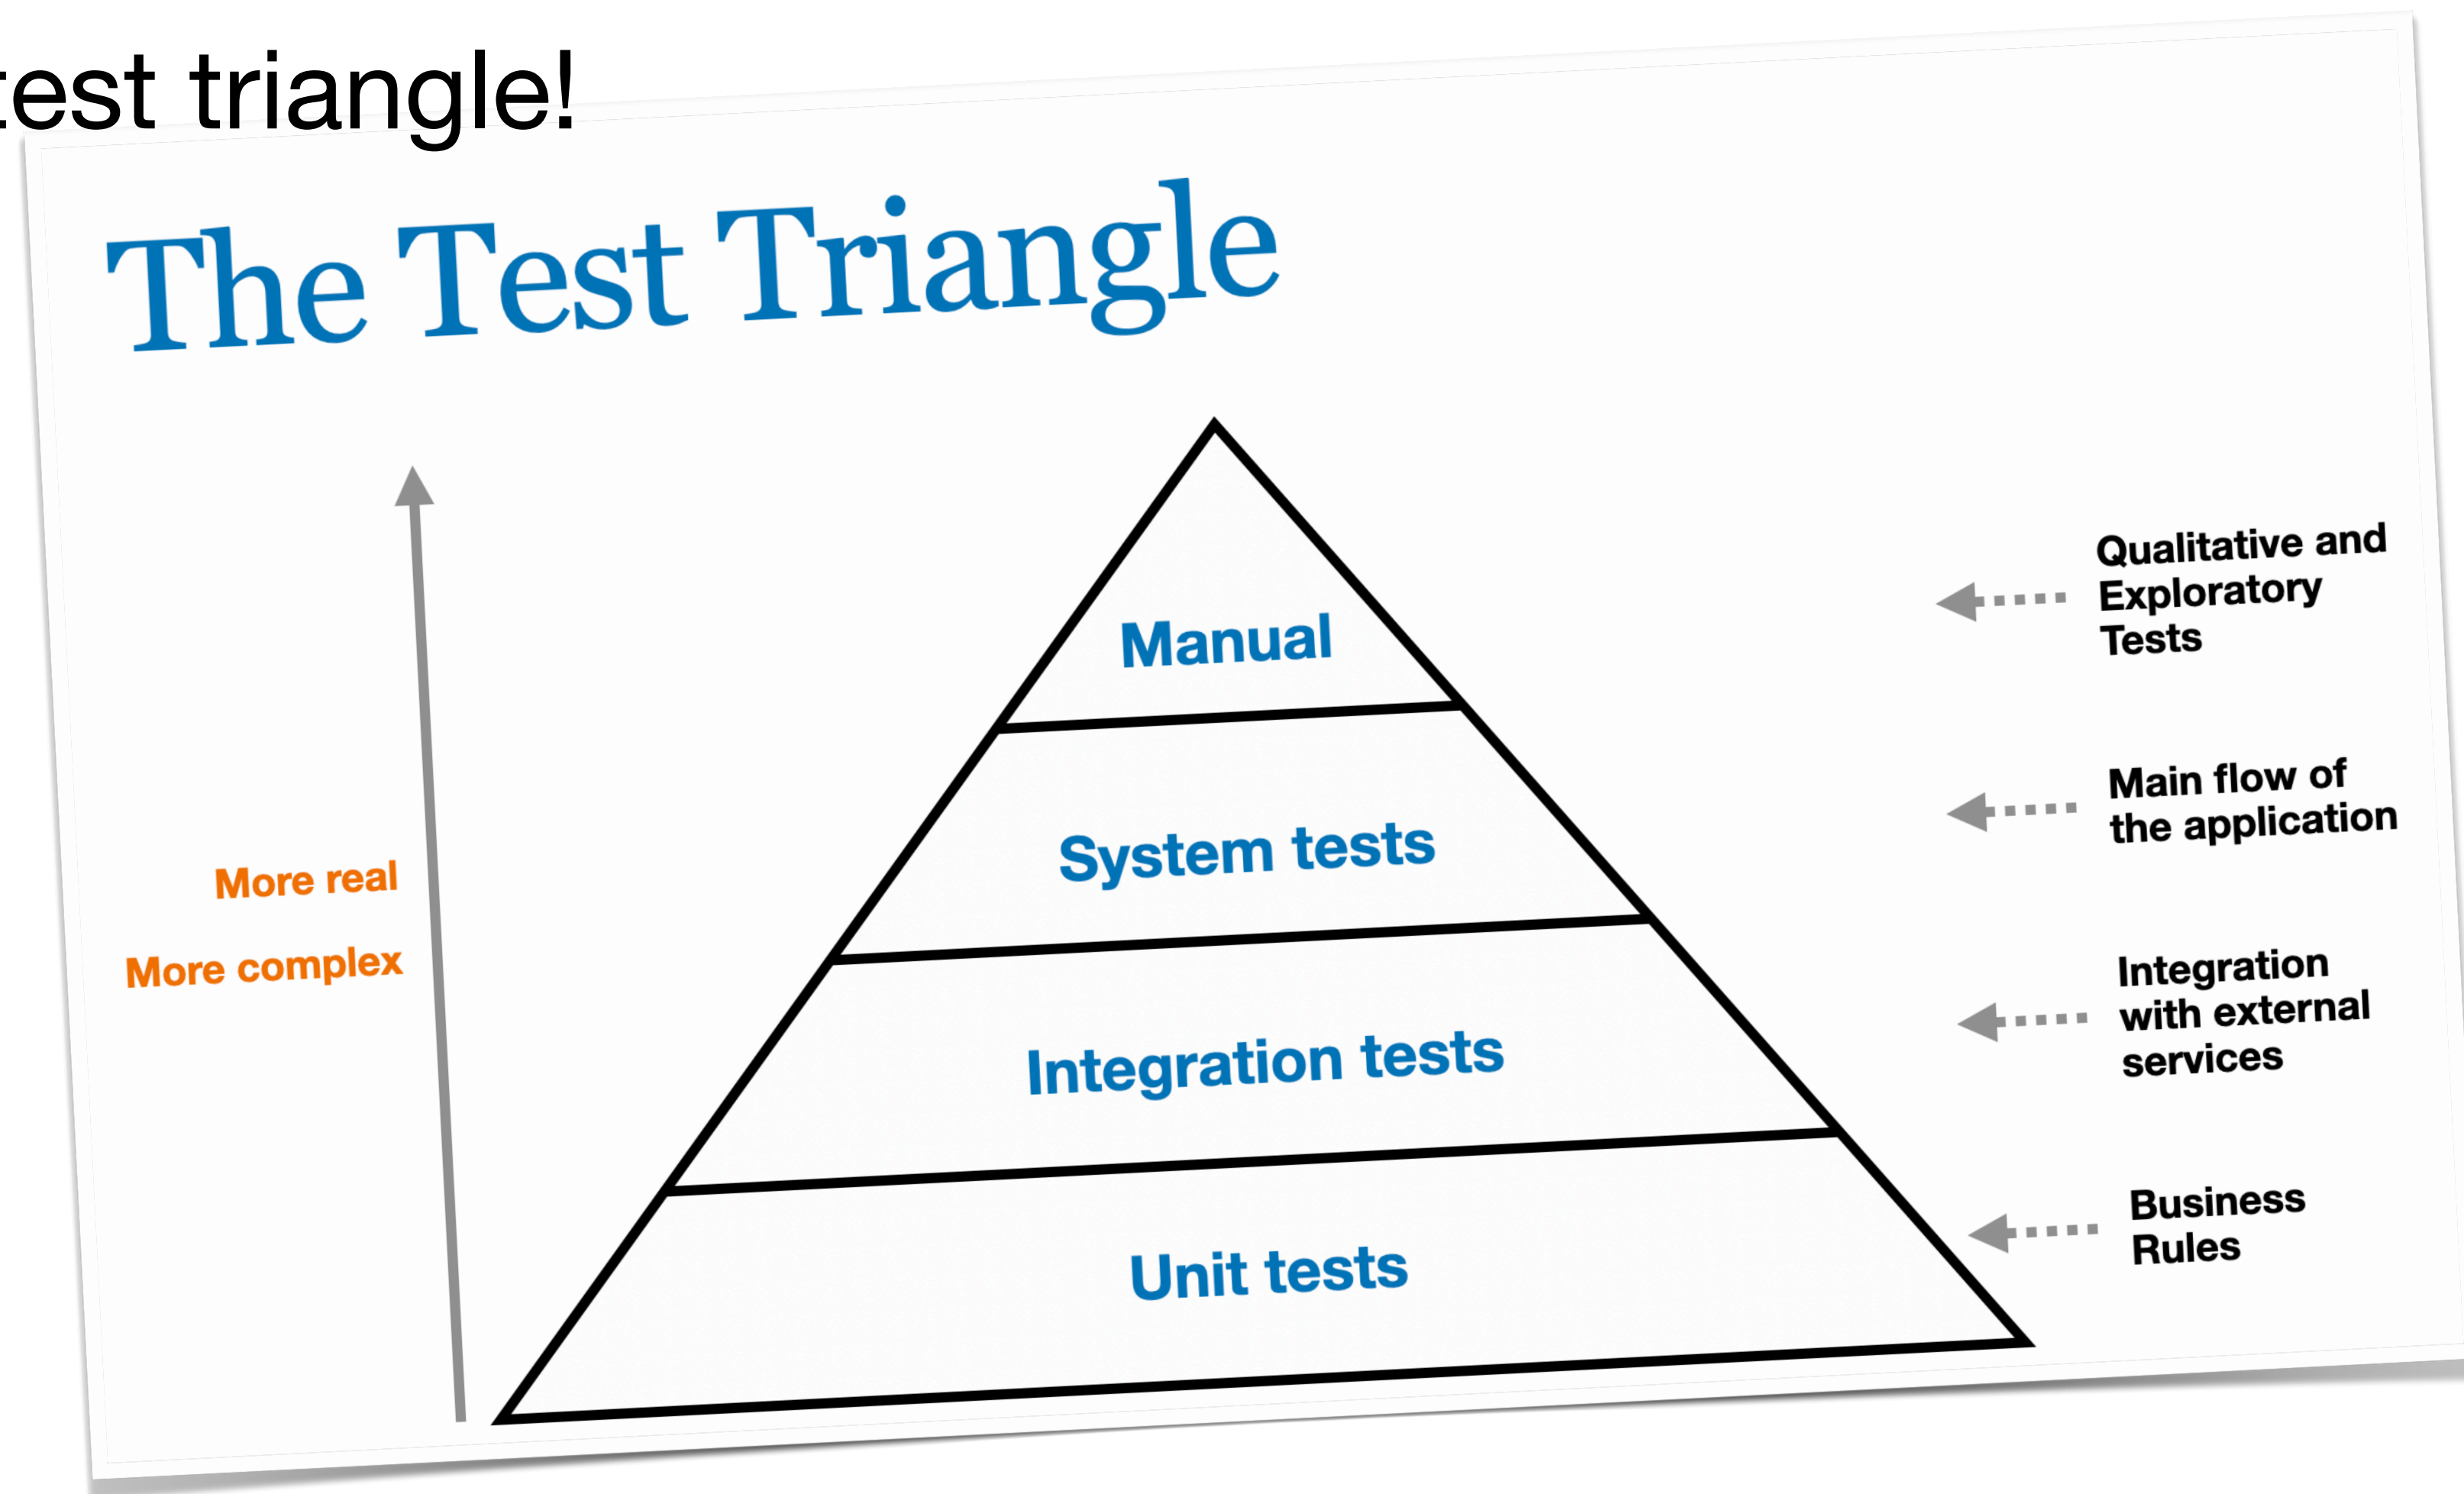 test triangle!
The Test Triangle
Manual
System tests
Integration tests
Unit tests
More real
More complex
Qualitative and
Exploratory
Tests
Main flow of
the application
Integration
with external
services
Business
Rules